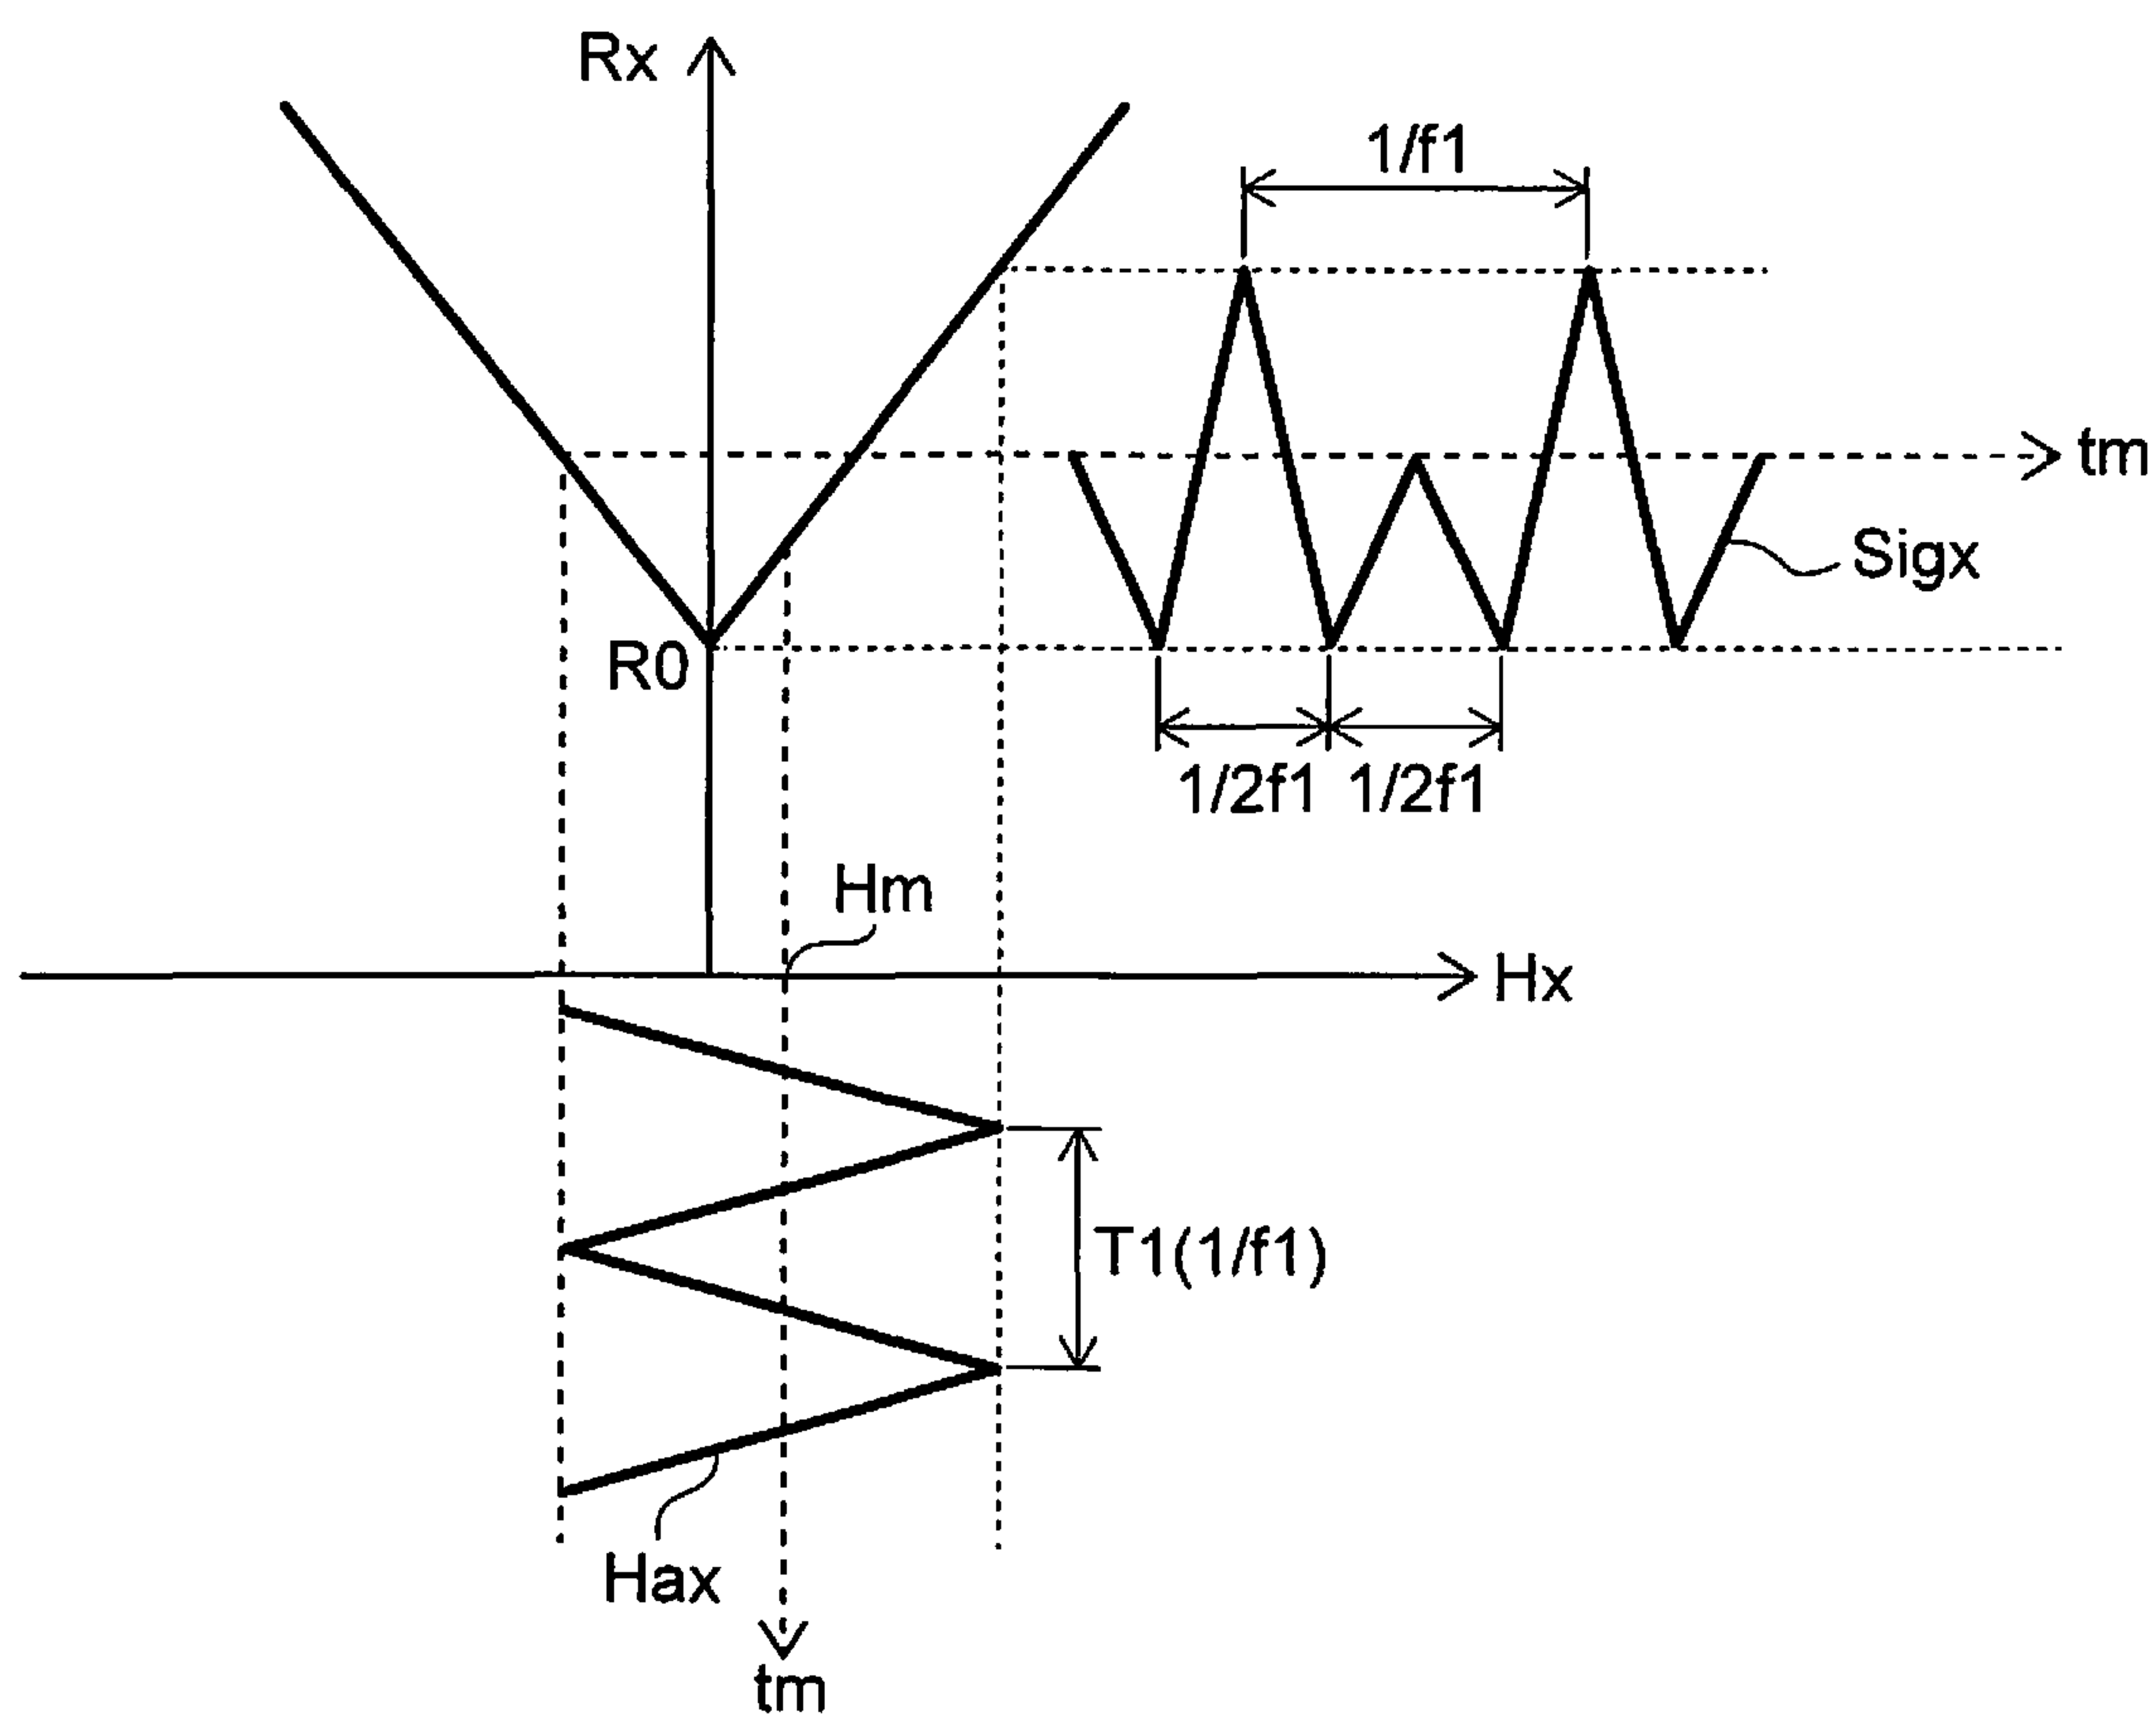 Rx
1/f1
tm
Sigx
R0
1/2f1 1/2f1
Hm
Hx
T1(1/f1)
Hax
tm